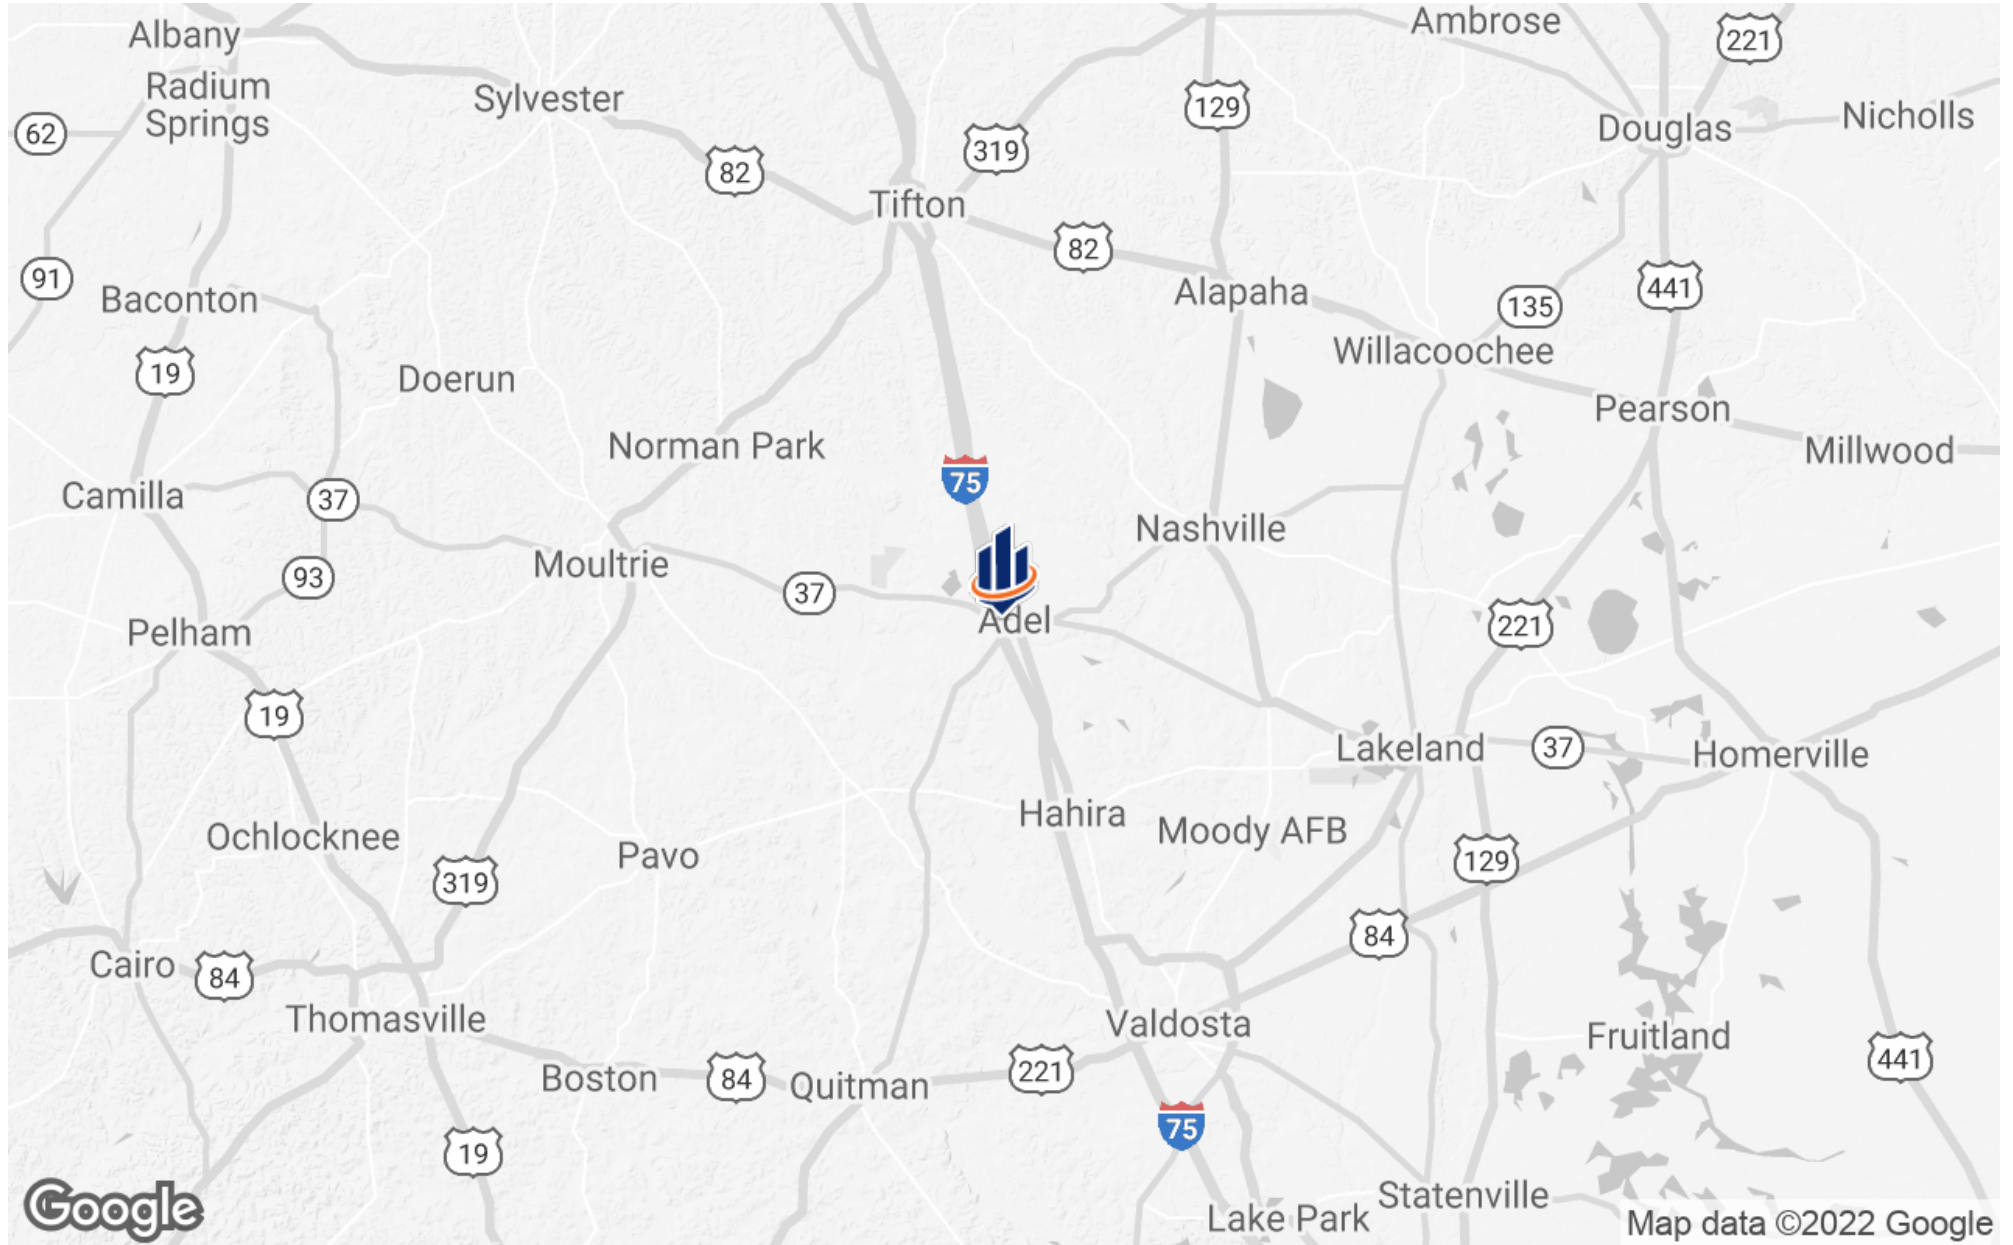 Albany
Ambrose
221
Radium
Springs
Sylvester
129
Nicholls
62
Douglas
319
82
Tifton
82
91
Baconton
Alapaha
441
135
19
Doerun
Willacoochee
Pearson
Norman Park
Millwood
75
Camilla
37
Nashville
Moultrie
93
37
Adel
221
Pelham
19
Lakeland
37
Homerville
Hahira
Moody AFB
Ochlocknee
Pavo
129
319
84
Cairo
84
Thomasville
Valdosta
Fruitland
441
Boston
84
Quitman
221
75
19
Statenville
Google
Lake Park
Map data ©2022 Google